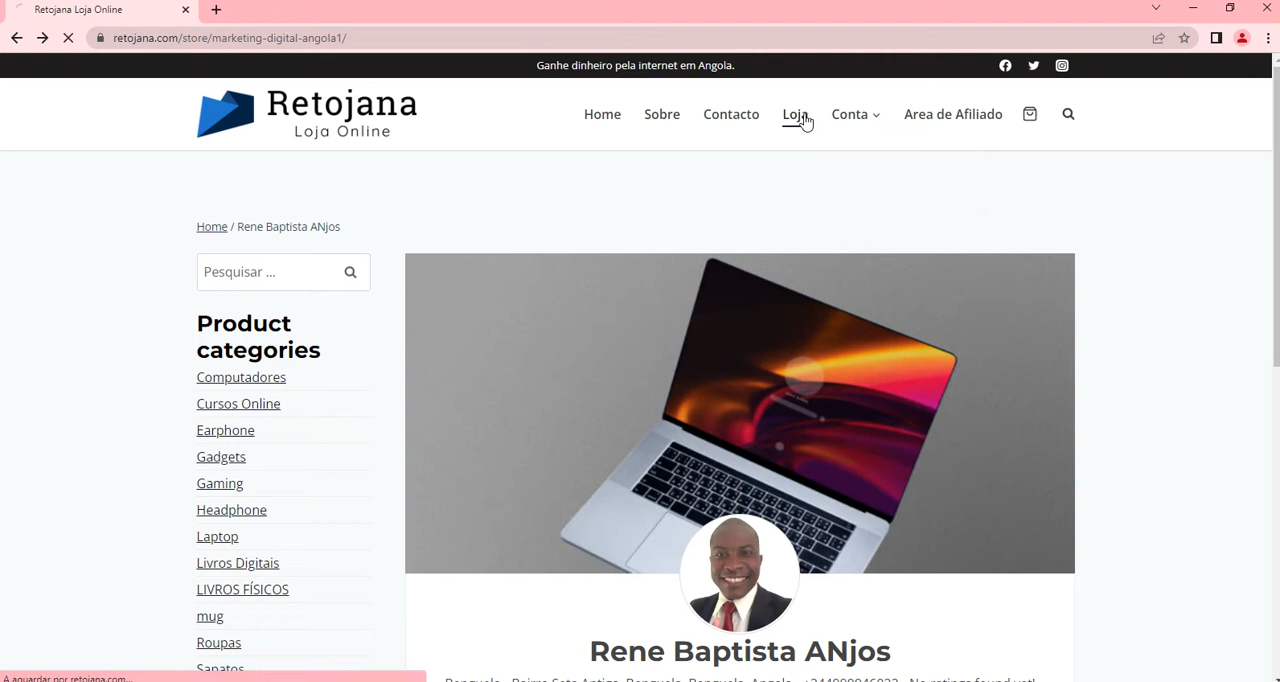 Retojana Loja Online
retojana.com/store/marketing-digital-angola1/
Ganhe dinheiro pela internet em Angola.
Retojana
Loja Online
Home Sobre Contacto Loja Conta Area de Afiliado
Home / Rene Baptista ANjos
Pesquisar ...
Product
categories
Computadores
Cursos Online
Earphone
Gadgets
Gaming
Headphone
Laptop
Livros Digitais
LIVROS FÍSICOS
mug
Roupas
Sapatos
Rene Baptista ANjos
A aguardar por retojana.com...